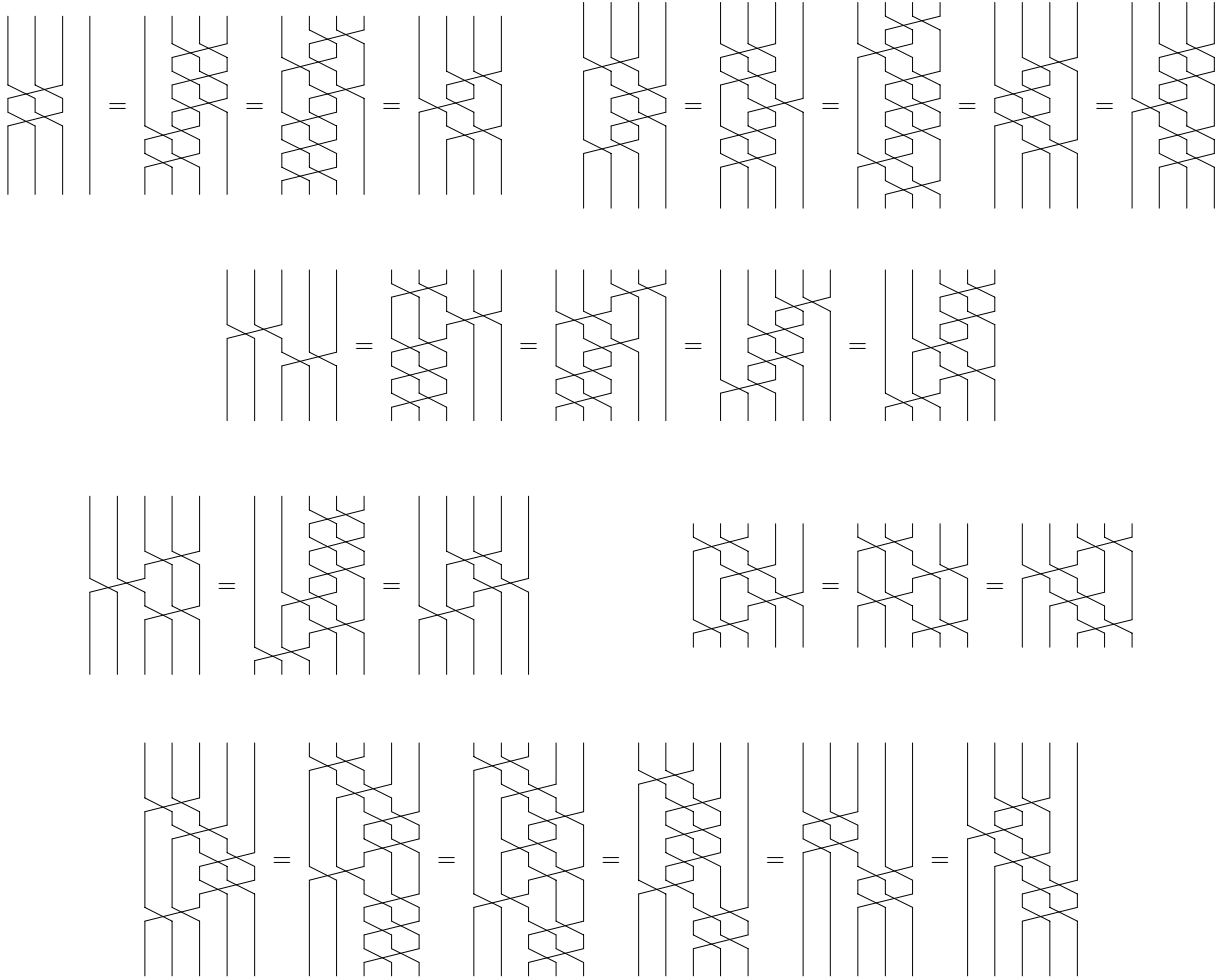 = = = = = = =
= = = =
= = = =
= = = = =